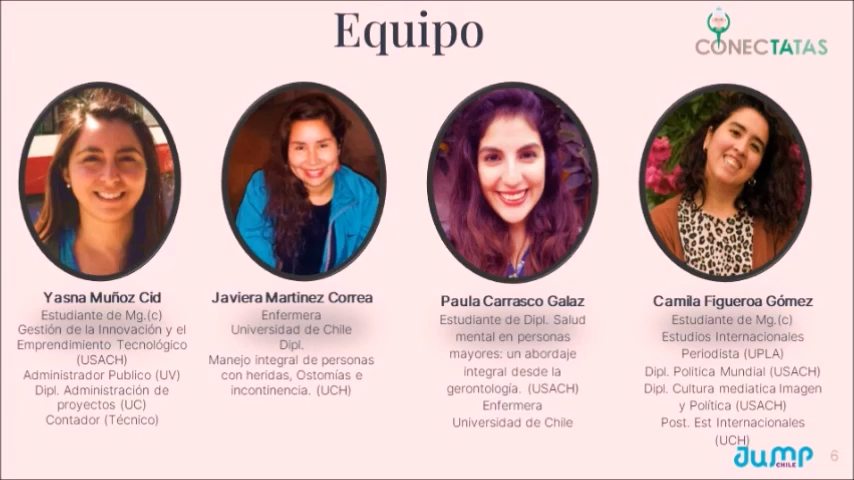 Equipo
CONECTATAS
Yasna Muñoz Cid
Estudiante de Mg.(c)
Gestión de la Innovación y el
Emprendimiento Tecnológico
(USACH)
Administrador Publico (UV)
Dipl. Administración de
proyectos (UC)
Contador (Técnico)
Javiera Martinez Correa
Enfermera
Universidad de Chile
Dipl.
Manejo integral de personas
con heridas, Ostomías e
incontinencia. (UCH)
Paula Carrasco Galaz
Estudiante de Dipl. Salud
mental en personas
mayores: un abordaje
integral desde la
gerontología. (USACH)
Enfermera
Universidad de Chile
Camila Figueroa Gómez
Estudiante de Mg.(c)
Estudios Internacionales
Periodista (UPLA)
Dipl. Política Mundial (USACH)
Dipl. Cultura mediatica Imagen
y Política (USACH)
Post. Est Internacionales
(UCH)
JUMP
CHILE
6